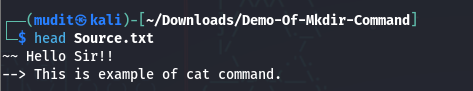 ┌──(mudit㉿kali)-[~/Downloads/Demo-Of-Mkdir-Command]
└─$ head Source.txt
~~ Hello Sir!!
--> This is example of cat command.